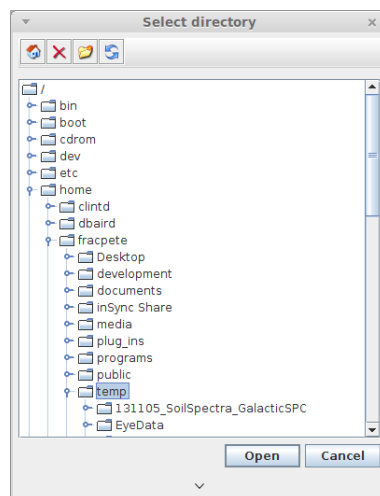 Select directory
/
bin
boot
cdrom
dev
etc
home
clintd
dbaird
fracpete
Desktop
development
documents
inSync Share
media
plug_ins
programs
public
temp
131105_SoilSpectra_GalacticSPC
EyeData
Open Cancel